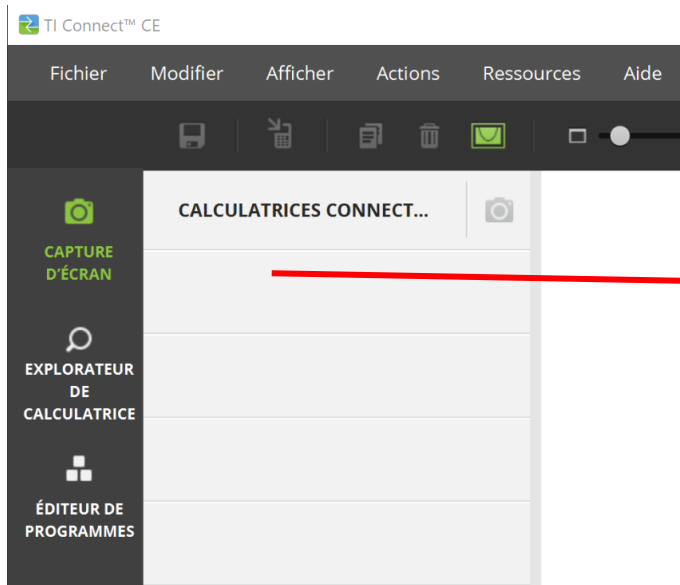 TI Connect™ CE
Fichier Modifier Afficher Actions Ressources Aide
CALCULATRICES CONNECT...
CAPTURE
D'ÉCRAN
EXPLORATEUR
DE
CALCULATRICE
ÉDITEUR DE
PROGRAMMES